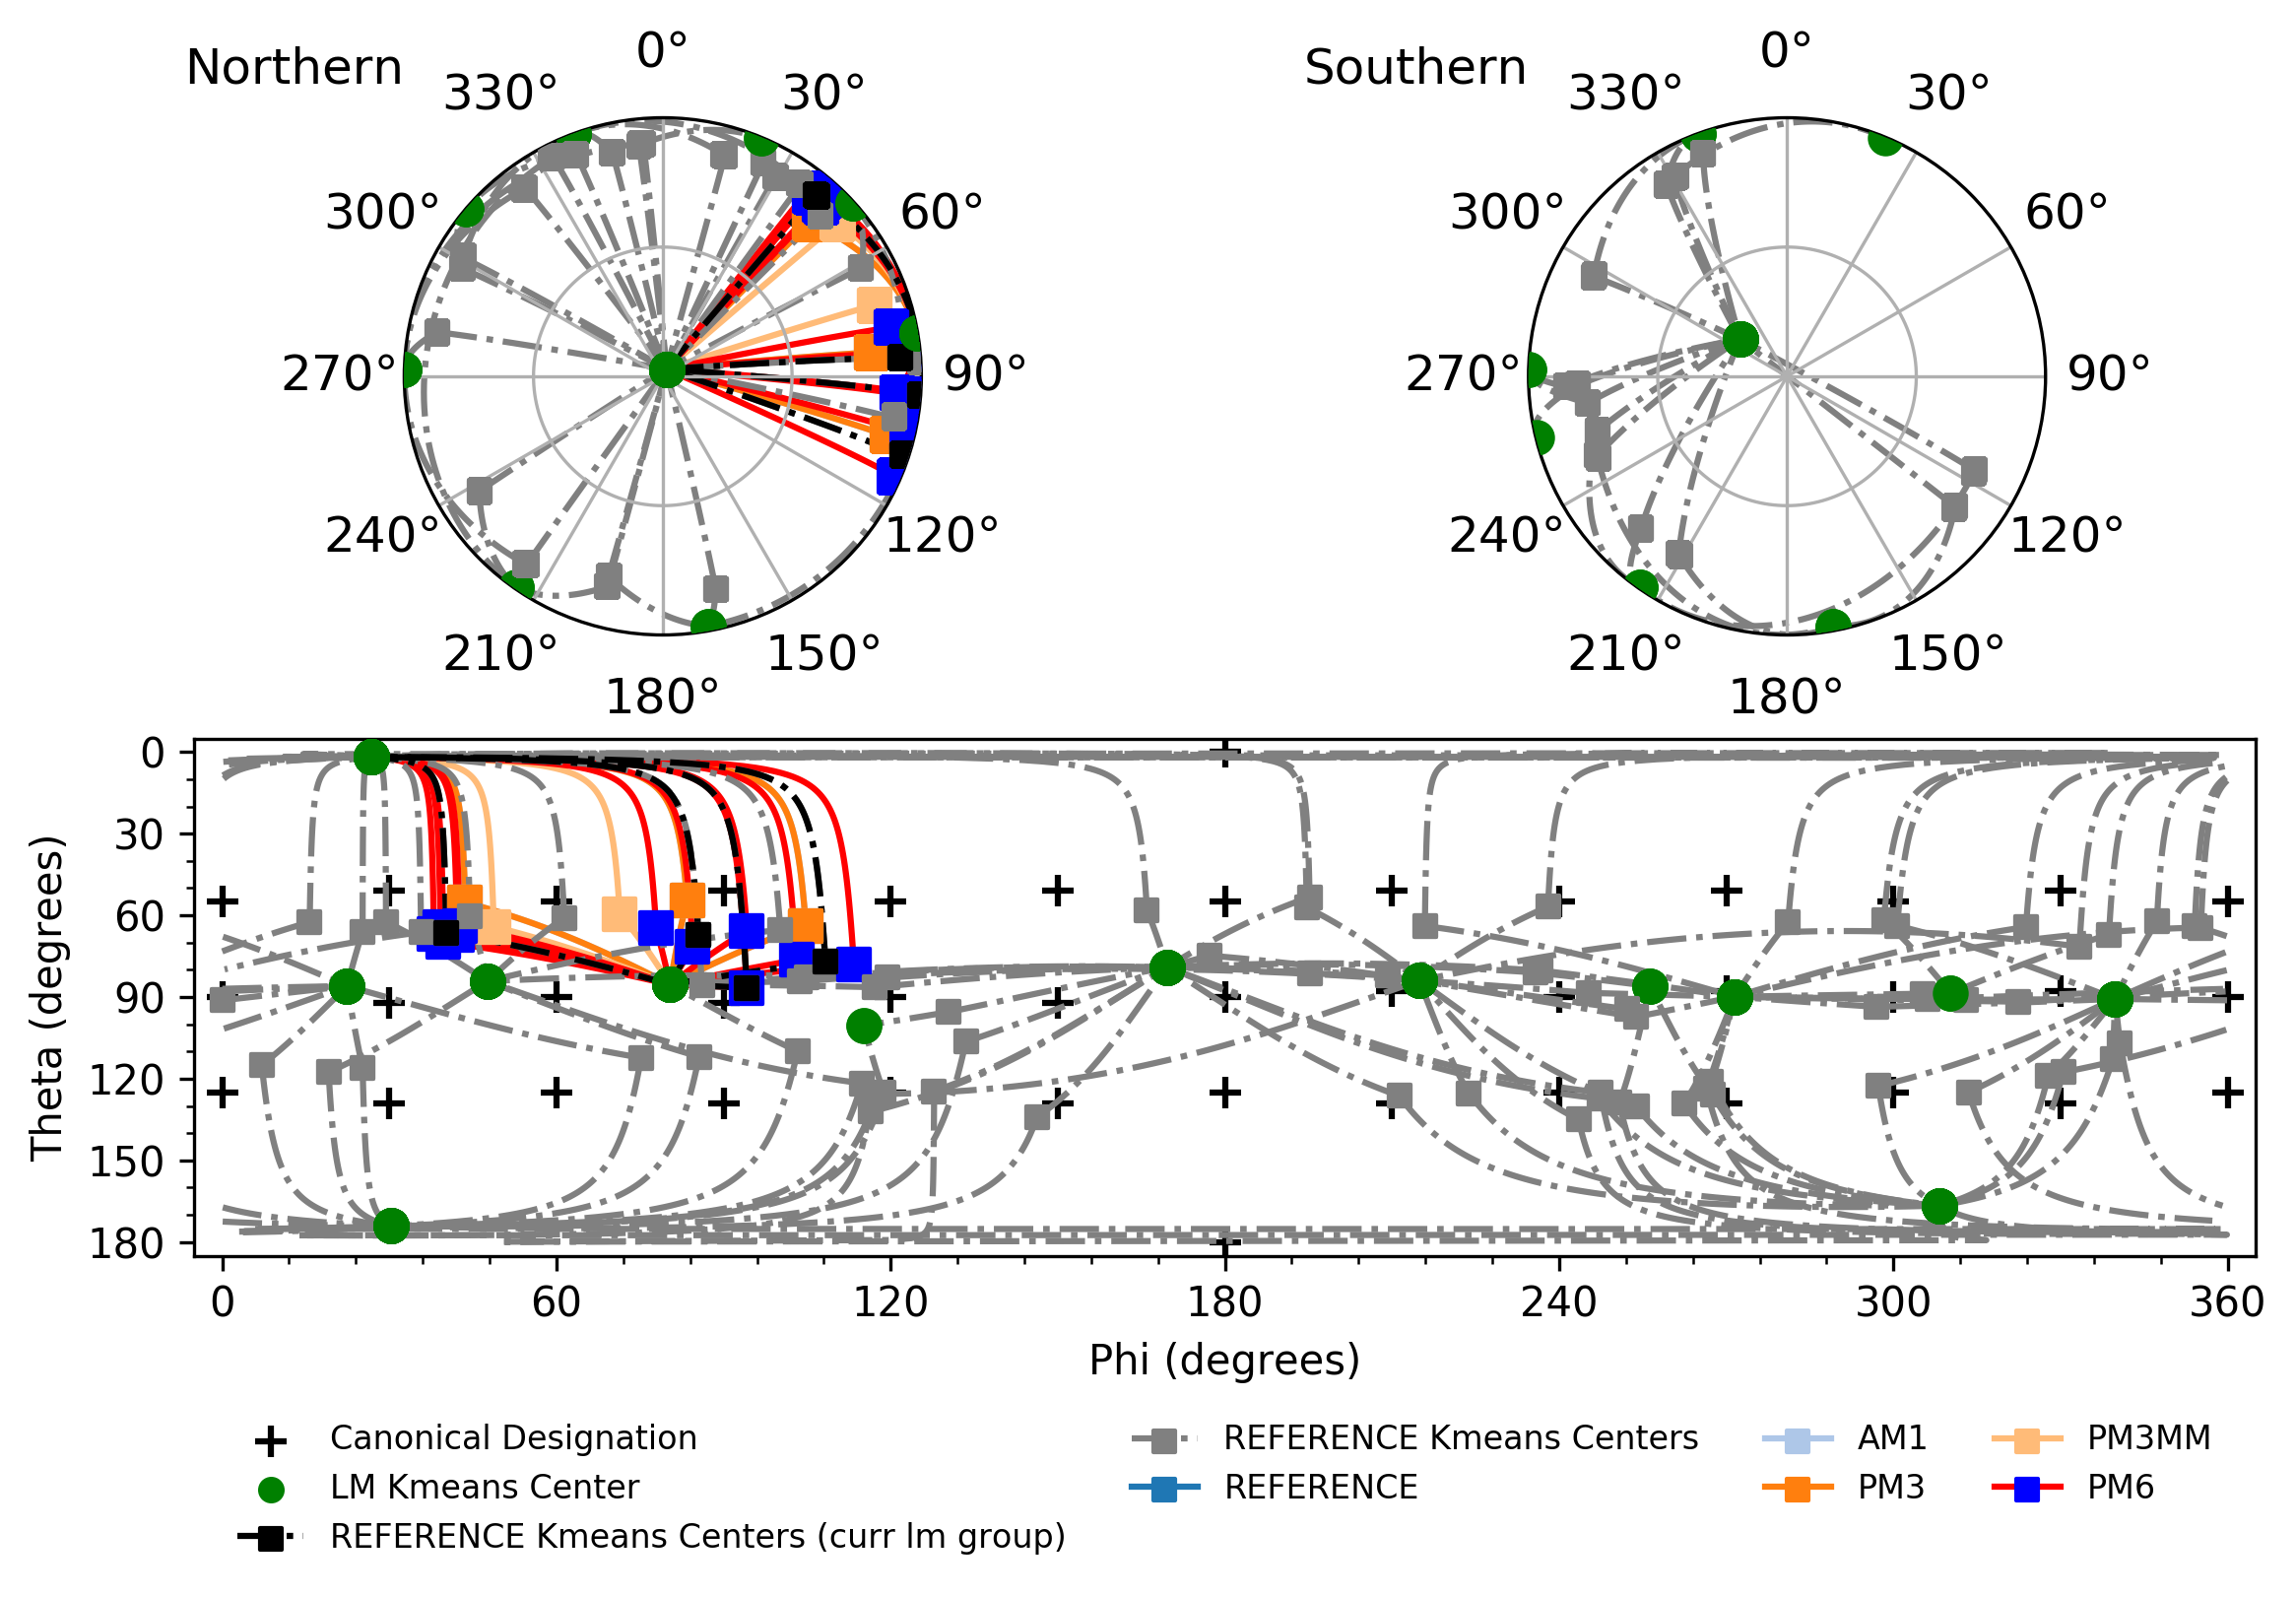 Northern
0°
30°
60°
90°
120°
150°
180°
210°
240°
270°
300°
330°
Southern
0°
30°
60°
90°
120°
150°
180°
210°
240°
270°
300°
330°
Theta (degrees)
0
30
60
90
120
150
180
0 60 120 180 240 300 360
Phi (degrees)
Canonical Designation
LM Kmeans Center
REFERENCE Kmeans Centers (curr lm group)
REFERENCE Kmeans Centers
REFERENCE
AM1
PM3
PM3MM
PM6